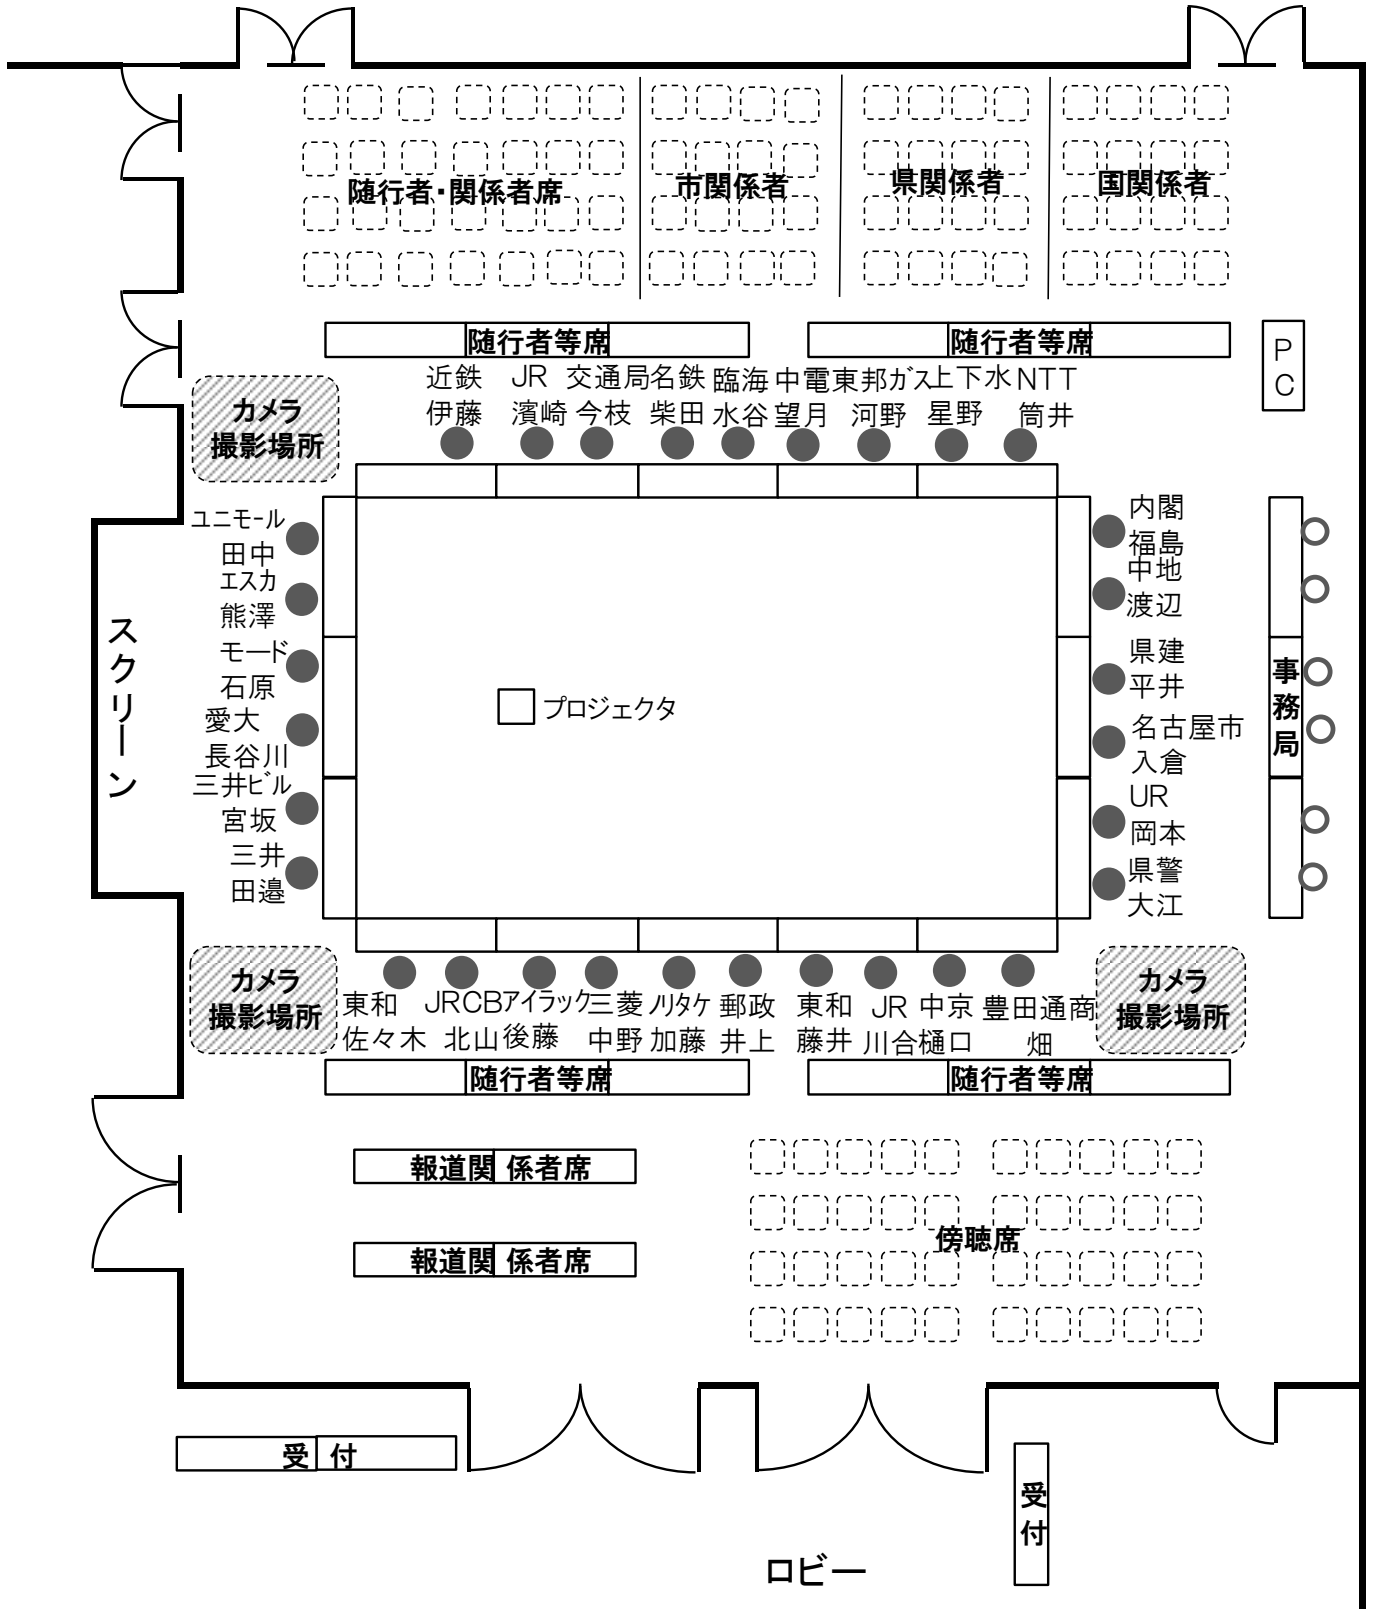 随行者・関係者席
市関係者
県関係者
国関係者
随行者等席
随行者等席
P
C
近鉄
伊藤
JR
濱崎
交通局
今枝
名鉄
柴田
臨海
水谷
中電
望月
東邦ガス
河野
上下水
星野
NTT
筒井
カメラ
撮影場所
ユニモール
田中
エスカ
熊澤
モード
石原
愛大
長谷川
三井ビル
宮坂
三井
田邉
スクリーン
プロジェクタ
内閣
福島
中地
渡辺
県建
平井
名古屋市
入倉
UR
岡本
県警
大江
事務局
カメラ
撮影場所
カメラ
撮影場所
東和
佐々木
JRCB
北山
アイラック
後藤
三菱
中野
ノリタケ
加藤
郵政
井上
東和
藤井
JR
川合
中京
樋口
豊田通商
畑
随行者等席
随行者等席
報道関係者席
報道関係者席
傍聴席
受付
受付
ロビー